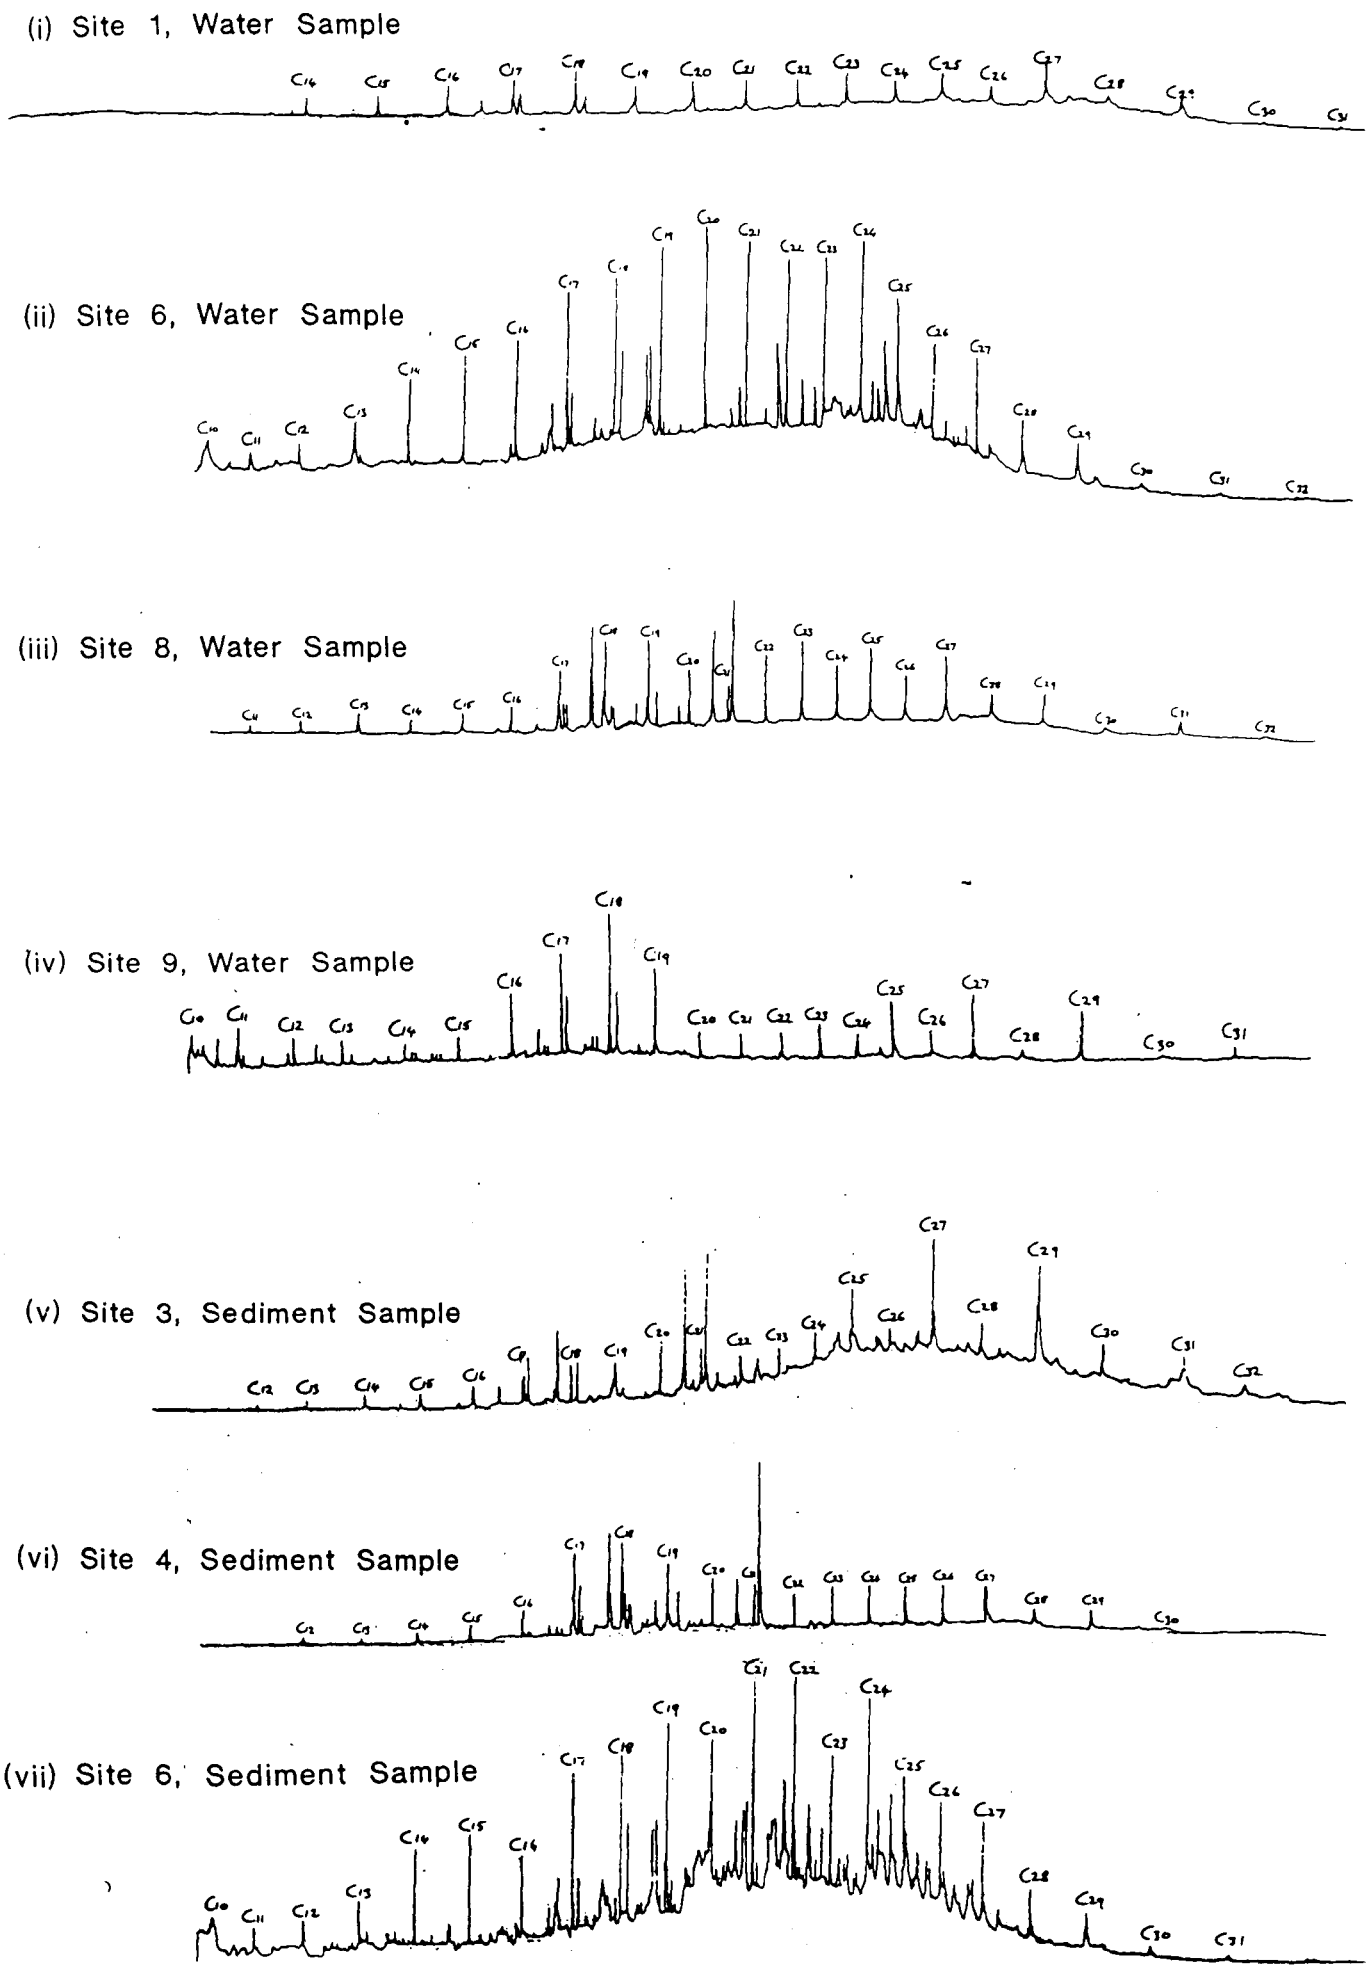 (i) Site 1, Water Sample
C14 C15 C16 C17 C18 C19 C20 C21 C22 C23 C24 C25 C26 C27 C28 C29 C30 C31
(ii) Site 6, Water Sample
C10 C11 C12 C13 C14 C15 C16 C17 C18 C19 C20 C21 C22 C23 C24 C25 C26 C27 C28 C29 C30 C31 C32
(iii) Site 8, Water Sample
C11 C12 C13 C14 C15 C16 C17 C18 C19 C20 C21 C22 C23 C24 C25 C26 C27 C28 C29 C30 C31 C32
(iv) Site 9, Water Sample
C10 C11 C12 C13 C14 C15 C16 C17 C18 C19 C20 C21 C22 C23 C24 C25 C26 C27 C28 C29 C30 C31
(v) Site 3, Sediment Sample
C12 C13 C14 C15 C16 C17 C18 C19 C20 C21 C22 C23 C24 C25 C26 C27 C28 C29 C30 C31 C32
(vi) Site 4, Sediment Sample
C12 C13 C14 C15 C16 C17 C18 C19 C20 C21 C22 C23 C24 C25 C26 C27 C28 C29 C30
(vii) Site 6, Sediment Sample
C10 C11 C12 C13 C14 C15 C16 C17 C18 C19 C20 C21 C22 C23 C24 C25 C26 C27 C28 C29 C30 C31